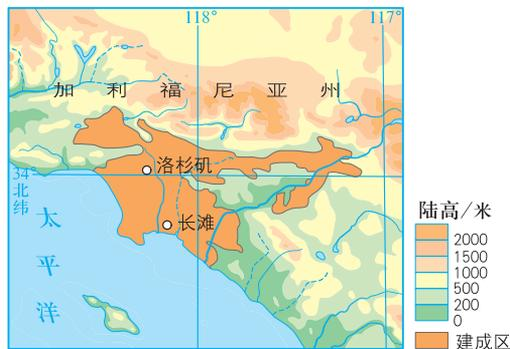 118°
117°
加利福尼亚州
洛杉矶
34
北
纬
长滩
太
平
洋
陆高/米
2000
1500
1000
500
200
0
建成区